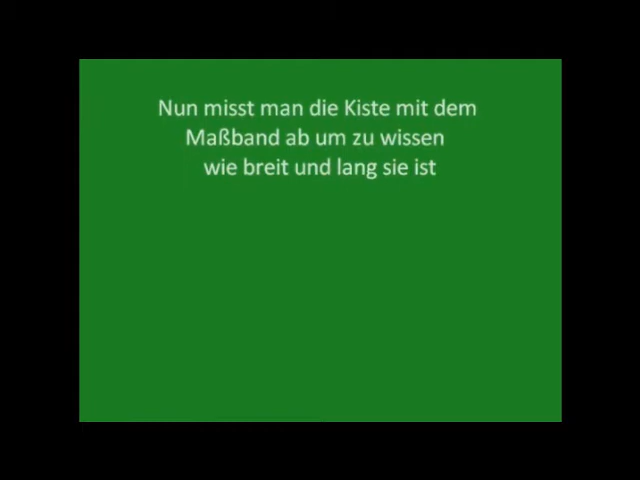 Nun misst man die Kiste mit dem
Maßband ab um zu wissen
wie breit und lang sie ist